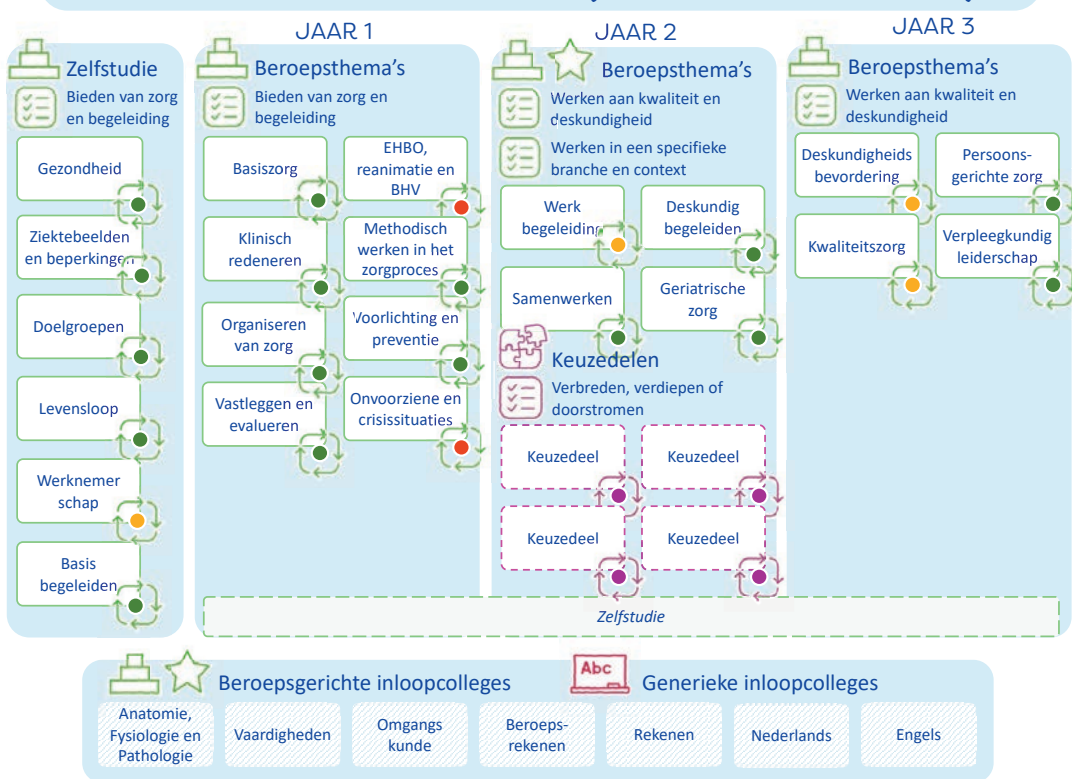 JAAR 1
JAAR 2
JAAR 3
Zelfstudie
Bieden van zorg
en begeleiding
Gezondheid
Ziektebeelden
en beperkingen
Doelgroepen
Levensloop
Werknemer
schap
Basis
begeleiden
Beroepsthema's
Bieden van zorg en
begeleiding
Basiszorg
EHBO,
reanimatie en
BHV
Klinisch
redeneren
Methodisch
werken in het
zorgproces
Organiseren
van zorg
Voorlichting en
preventie
Vastleggen en
evalueren
Onvoorziene en
crisissituaties
Beroepsthema's
Werken aan kwaliteit en
deskundigheid
Werken in een specifieke
branche en context
Werk
begeleiding
Deskundig
begeleiden
Samenwerken
Geriatrische
zorg
Keuzedelen
Verbreden, verdiepen of
doorstromen
Keuzedeel
Keuzedeel
Keuzedeel
Keuzedeel
Beroepsthema's
Werken aan kwaliteit en
deskundigheid
Deskundigheids
bevordering
Persoons-
gerichte zorg
Kwaliteitszorg
Verpleegkundig
leiderschap
Zelfstudie
Beroepsgerichte inloopcolleges
Abc
Generieke inloopcolleges
Anatomie,
Fysiologie en
Pathologie
Vaardigheden
Omgangs
kunde
Beroeps-
rekenen
Rekenen
Nederlands
Engels